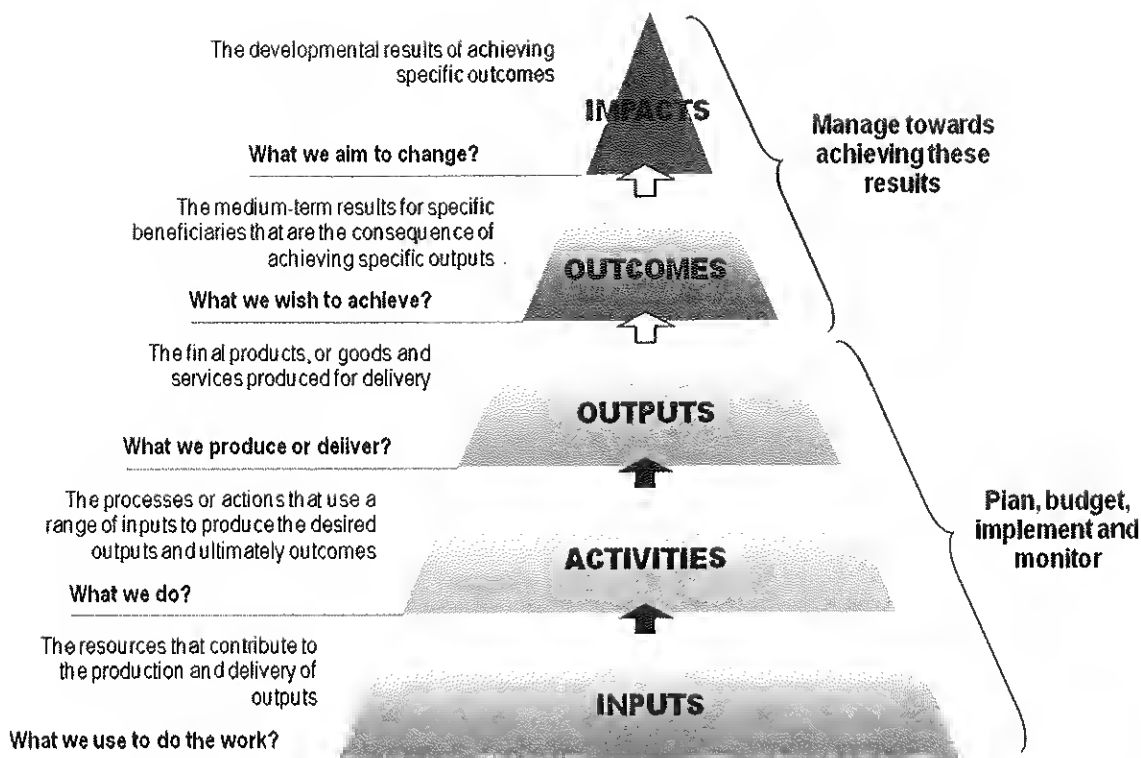 The developmental results of achieving
specific outcomes
IMPACTS
What we aim to change?
Manage towards
achieving these
results
The medium-term results for specific
beneficiaries that are the consequence of
achieving specific outputs
OUTCOMES
What we wish to achieve?
The final products, or goods and
services produced for delivery
OUTPUTS
What we produce or deliver?
The processes or actions that use a
range of inputs to produce the desired
outputs and ultimately outcomes
ACTIVITIES
What we do?
Plan, budget,
implement and
monitor
The resources that contribute to
the production and delivery of
outputs
INPUTS
What we use to do the work?